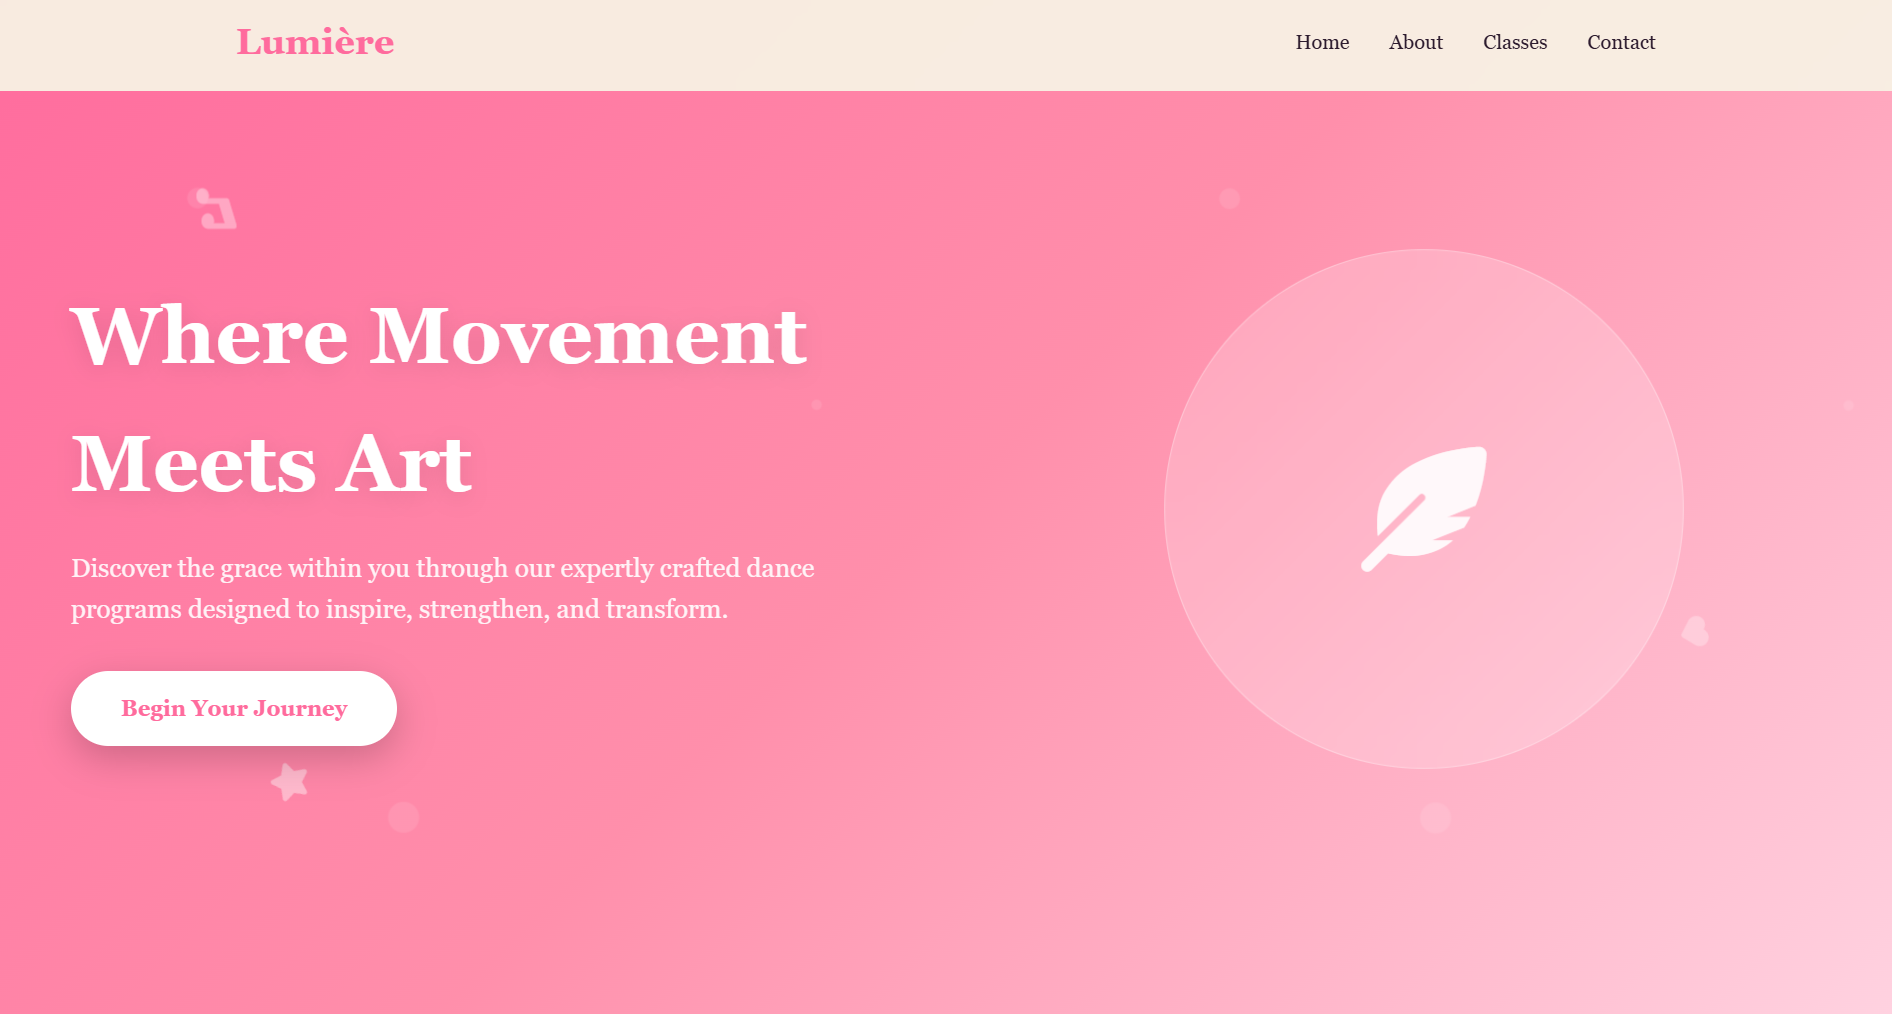 Lumière
Home
About
Classes
Contact
Where Movement
Meets Art
Discover the grace within you through our expertly crafted dance
programs designed to inspire, strengthen, and transform.
Begin Your Journey